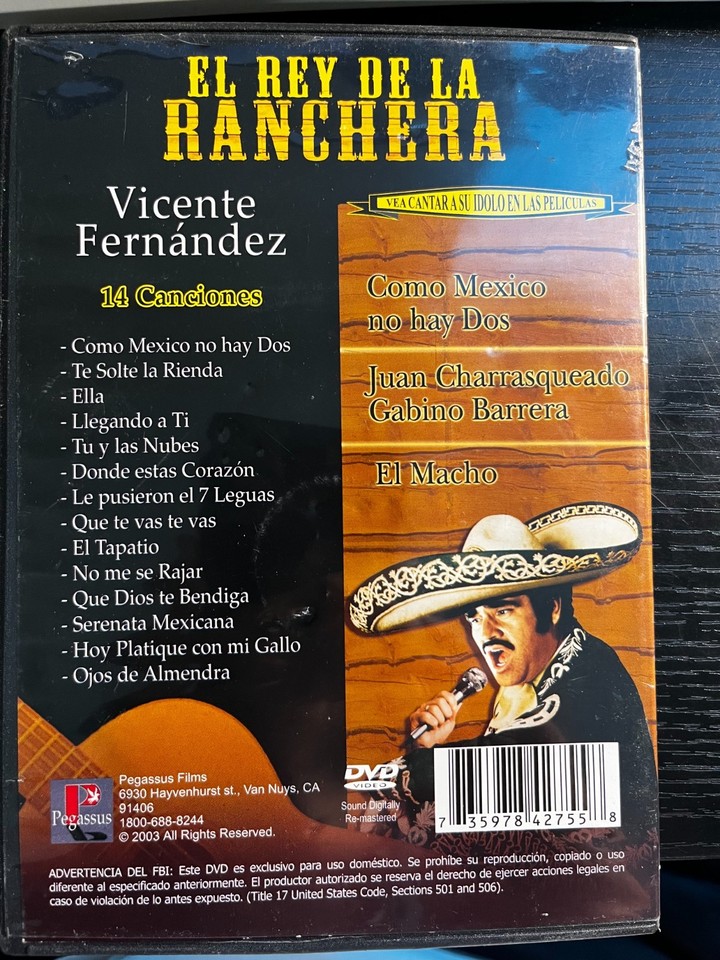 EL REY DE LA
RANCHERA
Vicente
Fernández
14 Canciones
- Como Mexico no hay Dos
- Te Solte la Rienda
- Ella
- Llegando a Ti
- Tu y las Nubes
- Donde estas Corazón
- Le pusieron el 7 Leguas
- Que te vas te vas
- El Tapatio
- No me se Rajar
- Que Dios te Bendiga
- Serenata Mexicana
- Hoy Platique con mi Gallo
- Ojos de Almendra
VEA CANTAR A SU IDOLO EN LAS PELICULAS
Como Mexico
no hay Dos
Juan Charrasqueado
Gabino Barrera
El Macho
Pegassus
Pegassus Films
6930 Hayvenhurst st., Van Nuys, CA
91406
1800-688-8244
© 2003 All Rights Reserved.
DVD
VIDEO
Sound Digitally
Re-mastered
7 35978 42755 8
ADVERTENCIA DEL FBI: Este DVD es exclusivo para uso doméstico. Se prohíbe su reproducción, copiado o uso
diferente al especificado anteriormente. El productor autorizado se reserva el derecho de ejercer acciones legales en
caso de violación de lo antes expuesto. (Title 17 United States Code, Sections 501 and 506).